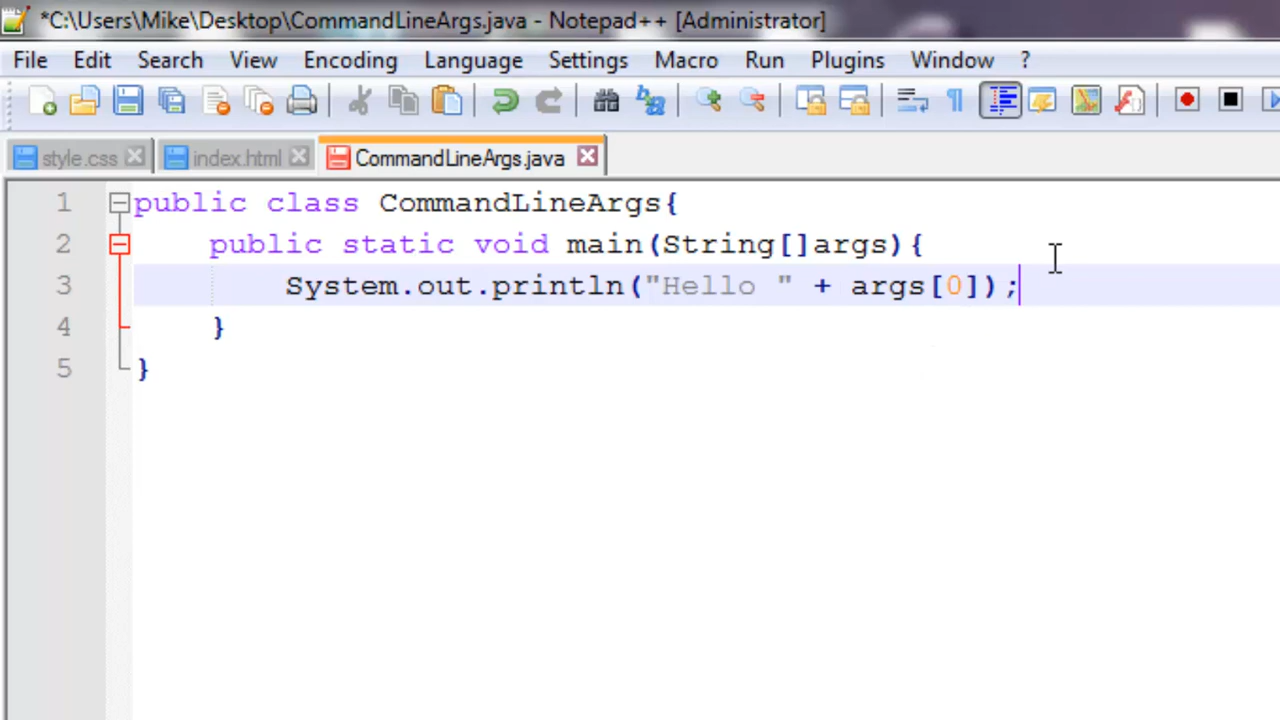 *C:\Users\Mike\Desktop\CommandLineArgs.java - Notepad++ [Administrator]
File Edit Search View Encoding Language Settings Macro Run Plugins Window ?
style.css index.html CommandLineArgs.java
1 public class CommandLineArgs{
2 public static void main(String[]args){
3 System.out.println("Hello " + args[0]);
4 }
5 }